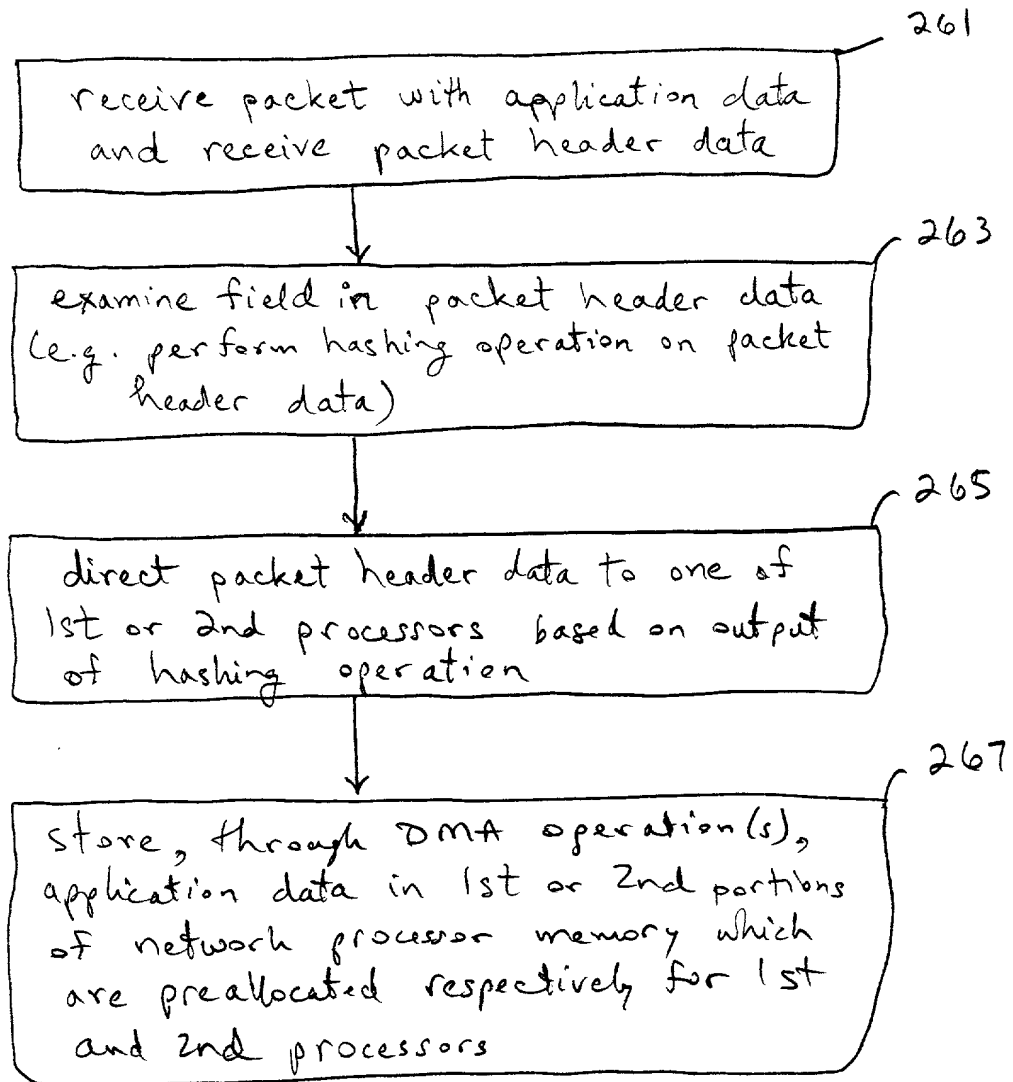 261
receive packet with application data
and receive packet header data
263
examine field in packet header data
(e.g. perform hashing operation on packet
header data)
265
direct packet header data to one of
1st or 2nd processors based on output
of hashing operation
267
store, through DMA operation(s),
application data in 1st or 2nd portions
of network processor memory which
are preallocated respectively for 1st
and 2nd processors